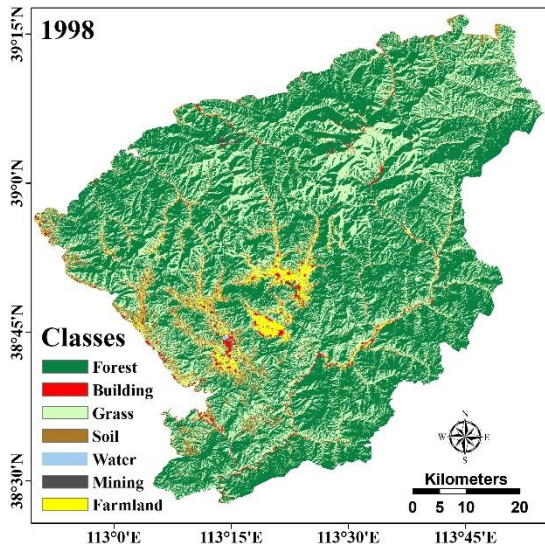 1998
39°15'N
39°0'N
38°45'N
38°30'N
Classes
Forest
Building
Grass
Soil
Water
Mining
Farmland
N
W E
S
Kilometers
0 5 10 20
113°0'E 113°15'E 113°30'E 113°45'E